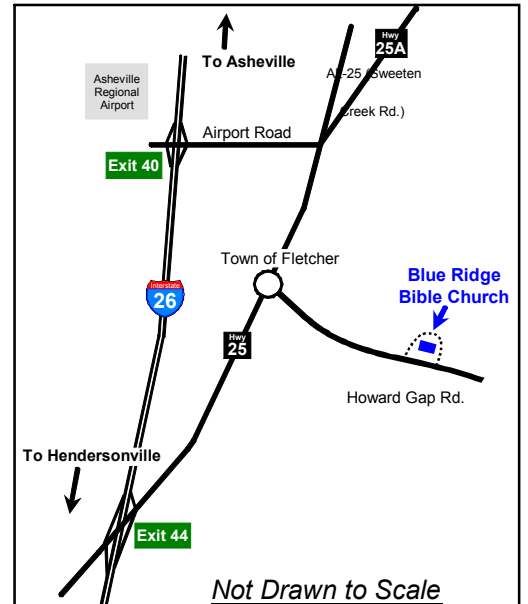 Hwy
25A
To Asheville
Asheville
Regional
Airport
Alt-25 (Sweeten
Creek Rd.)
Airport Road
Exit 40
Town of Fletcher
Blue Ridge
Bible Church
Interstate
26
Hwy
25
Howard Gap Rd.
To Hendersonville
Exit 44
Not Drawn to Scale